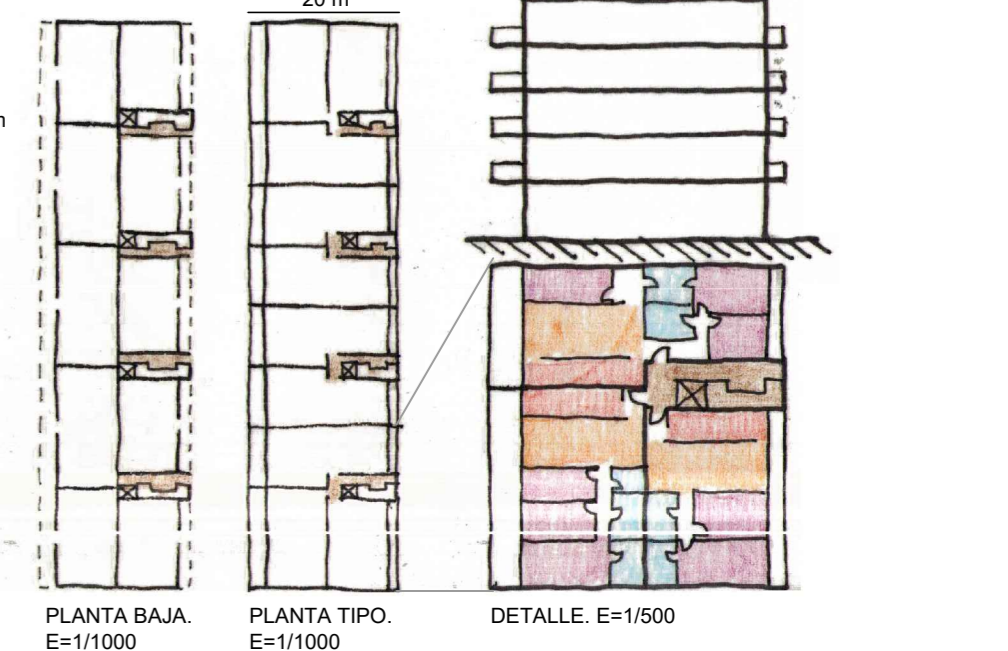 20 m
m
PLANTA BAJA.
E=1/1000
PLANTA TIPO.
E=1/1000
DETALLE. E=1/500